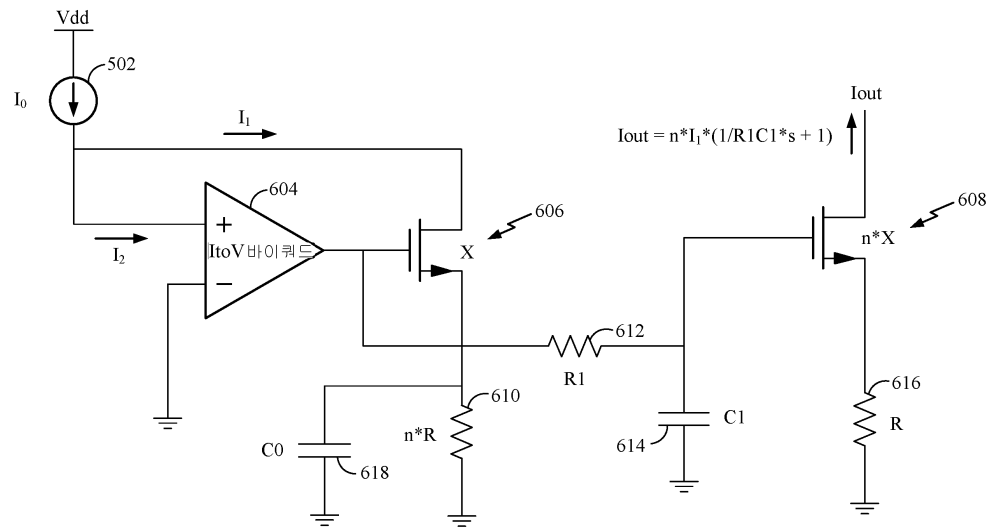 Vdd
502
I₀
I₁
Iout
Iout = n*I₁*(1/R1C1*s + 1)
604
+
ItoV바이쿼드
−
I₂
606
X
608
n*X
612
R1
610
n*R
C0
618
614
C1
616
R